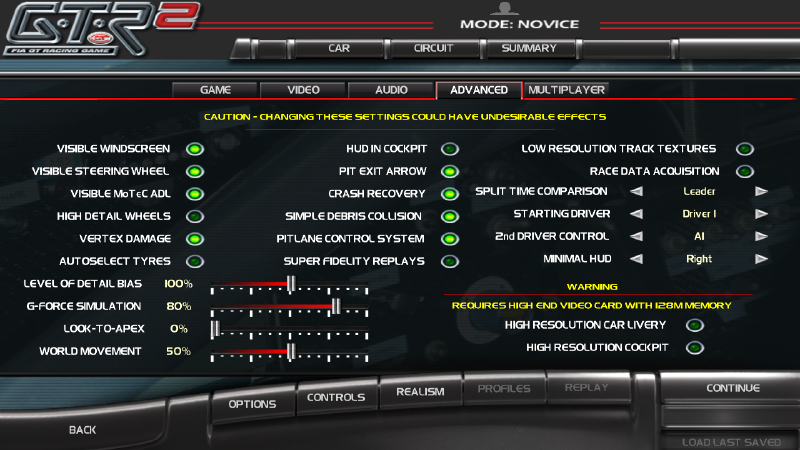 GTR2
FIA GT RACING GAME
MODE: NOVICE
CAR CIRCUIT SUMMARY
GAME VIDEO AUDIO ADVANCED MULTIPLAYER
CAUTION - CHANGING THESE SETTINGS COULD HAVE UNDESIRABLE EFFECTS
VISIBLE WINDSCREEN HUD IN COCKPIT LOW RESOLUTION TRACK TEXTURES
VISIBLE STEERING WHEEL PIT EXIT ARROW RACE DATA ACQUISITION
VISIBLE MoTeC ADL CRASH RECOVERY SPLIT TIME COMPARISON Leader
HIGH DETAIL WHEELS SIMPLE DEBRIS COLLISION STARTING DRIVER Driver 1
VERTEX DAMAGE PITLANE CONTROL SYSTEM 2nd DRIVER CONTROL AI
AUTOSELECT TYRES SUPER FIDELITY REPLAYS MINIMAL HUD Right
LEVEL OF DETAIL BIAS 100% WARNING
G-FORCE SIMULATION 80% REQUIRES HIGH END VIDEO CARD WITH 128M MEMORY
LOOK-TO-APEX 0% HIGH RESOLUTION CAR LIVERY
WORLD MOVEMENT 50% HIGH RESOLUTION COCKPIT
BACK OPTIONS CONTROLS REALISM PROFILES REPLAY CONTINUE
LOAD LAST SAVED